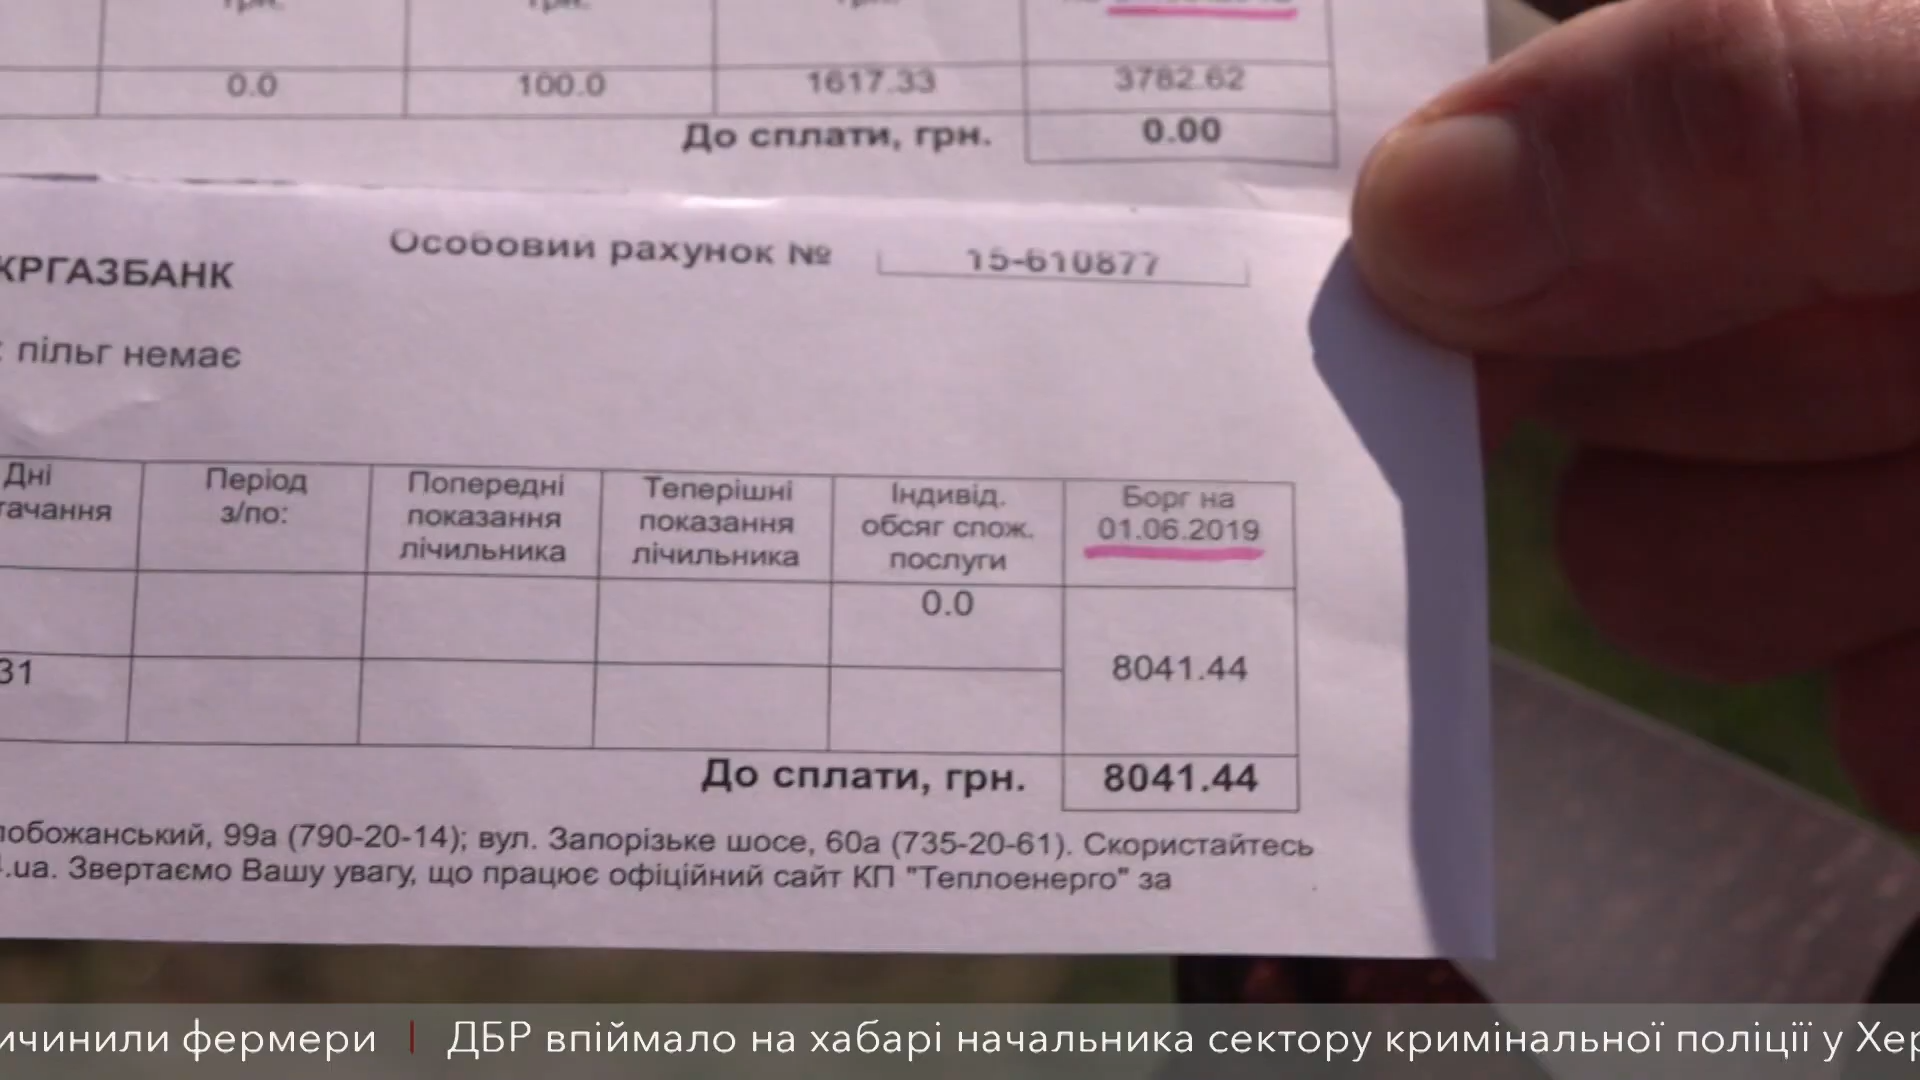 0.0 100.0 1617.33 3782.62
До сплати, грн. 0.00
Особовий рахунок № 15-610877
КРГАЗБАНК
: пільг немає
Дні
тачання
Період
з/по:
Попередні
показання
лічильника
Теперішні
показання
лічильника
Індивід.
обсяг спож.
послуги
Борг на
01.06.2019
0.0
31
8041.44
До сплати, грн. 8041.44
лобожанський, 99а (790-20-14); вул. Запорізьке шосе, 60а (735-20-61). Скористайтесь
.ua. Звертаємо Вашу увагу, що працює офіційний сайт КП "Теплоенерго" за
ичинили фермери | ДБР впіймало на хабарі начальника сектору кримінальної поліції у Хер